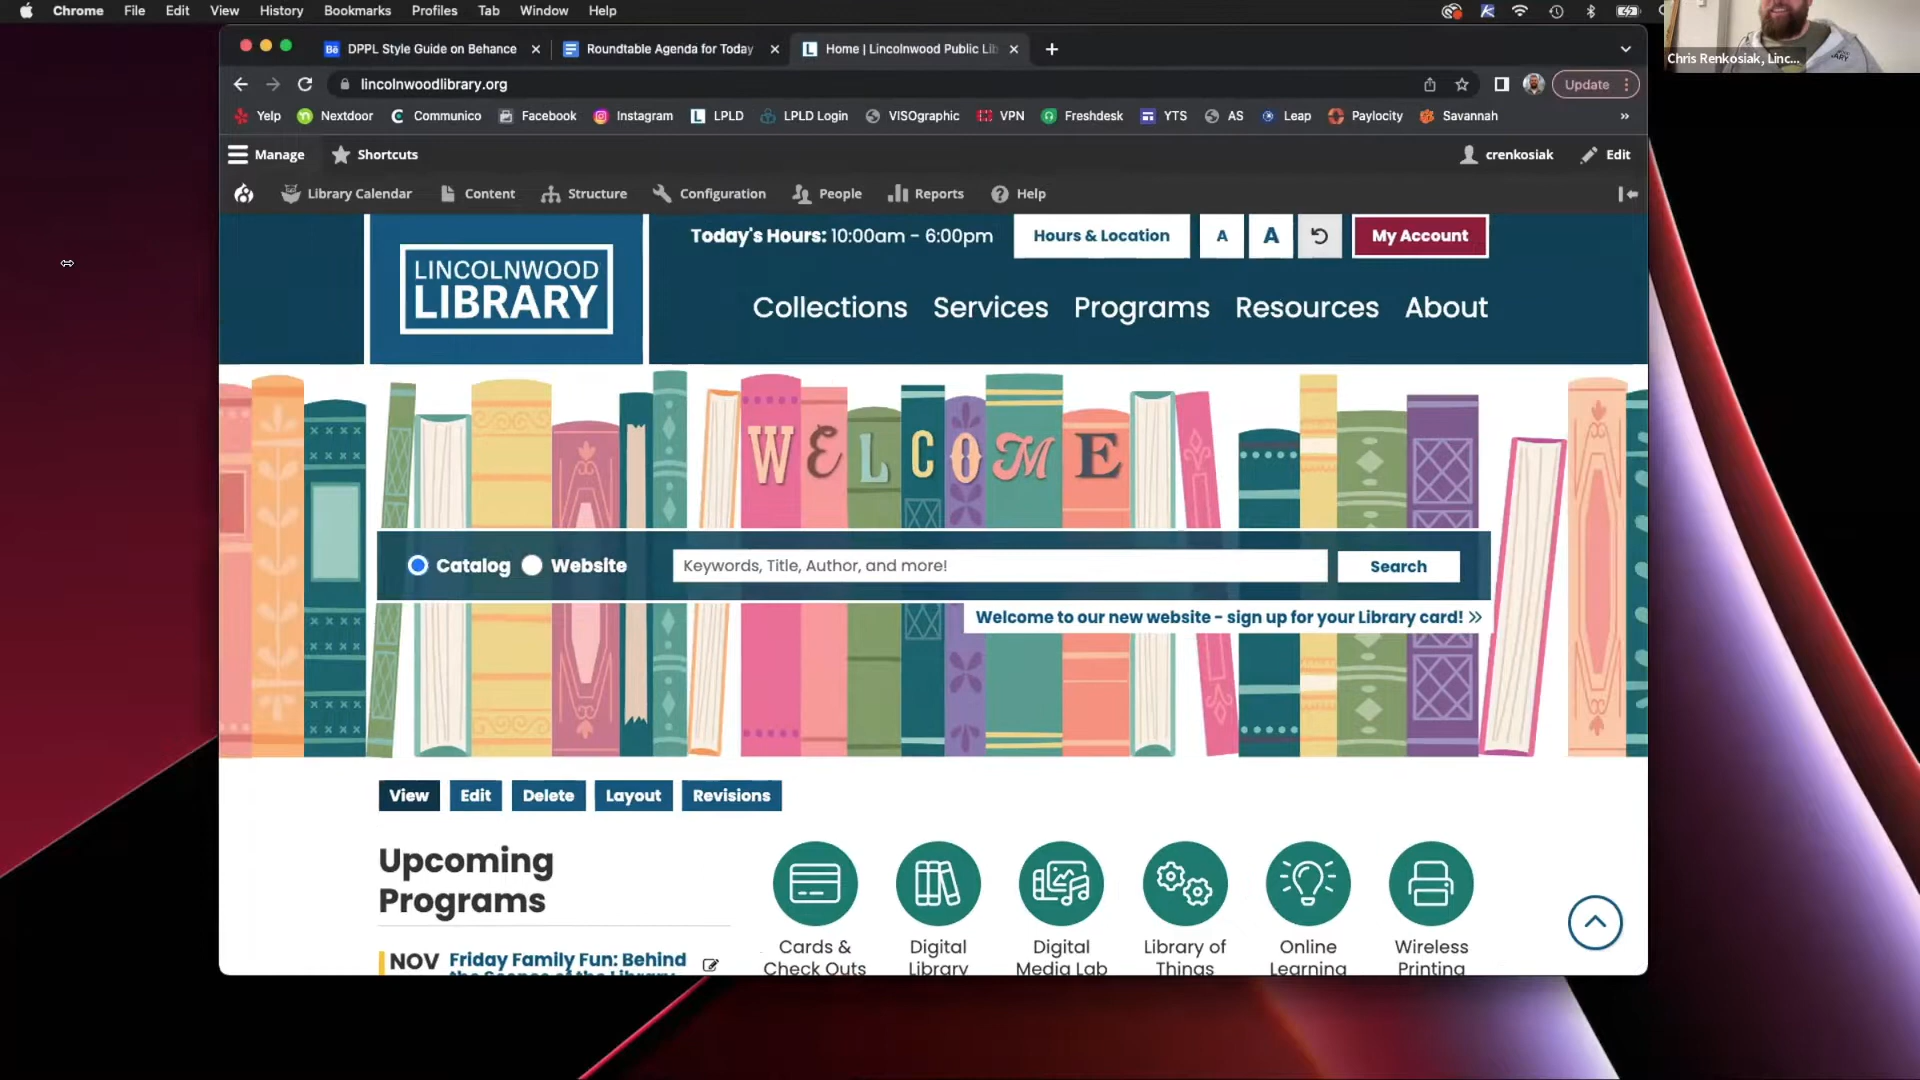 Chrome File Edit View History Bookmarks Profiles Tab Window Help
Chris Renkosiak, Linc...
Bē DPPL Style Guide on Behance Roundtable Agenda for Today L Home | Lincolnwood Public Lib
lincolnwoodlibrary.org Update
Yelp Nextdoor Communico Facebook Instagram L LPLD LPLD Login VISOgraphic VPN Freshdesk YTS AS Leap Paylocity Savannah »
Manage Shortcuts crenkosiak Edit
Library Calendar Content Structure Configuration People Reports Help
Today's Hours: 10:00am - 6:00pm Hours & Location A A My Account
LINCOLNWOOD
LIBRARY
Collections Services Programs Resources About
WELCOME
Catalog Website Keywords, Title, Author, and more! Search
Welcome to our new website - sign up for your Library card! »
View Edit Delete Layout Revisions
Upcoming
Programs
Cards &
Check Outs
Digital
Library
Digital
Media Lab
Library of
Things
Online
Learning
Wireless
Printing
NOV Friday Family Fun: Behind
the Scenes of the Library